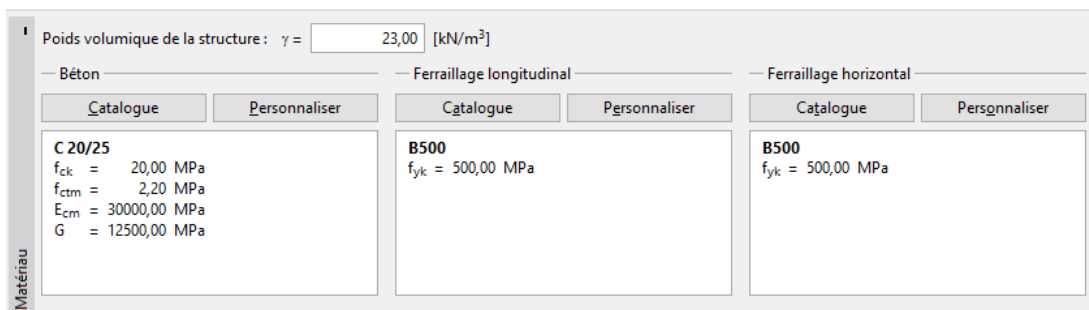 Poids volumique de la structure : γ = 23,00 [kN/m³]
Béton
Catalogue Personnaliser
C 20/25
fck = 20,00 MPa
fctm = 2,20 MPa
Ecm = 30000,00 MPa
G = 12500,00 MPa
Ferraillage longitudinal
Catalogue Personnaliser
B500
fyk = 500,00 MPa
Ferraillage horizontal
Catalogue Personnaliser
B500
fyk = 500,00 MPa
Matériau